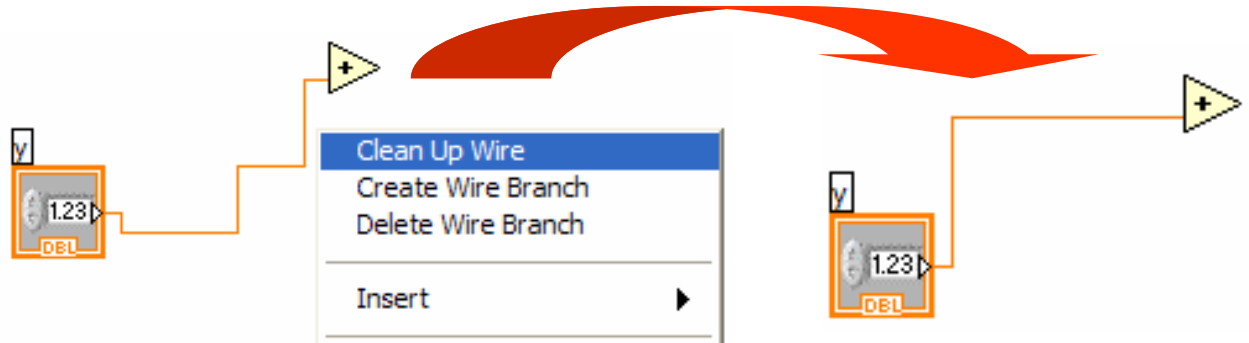 +
y
1.23
DBL
Clean Up Wire
Create Wire Branch
Delete Wire Branch
Insert
+
y
1.23
DBL